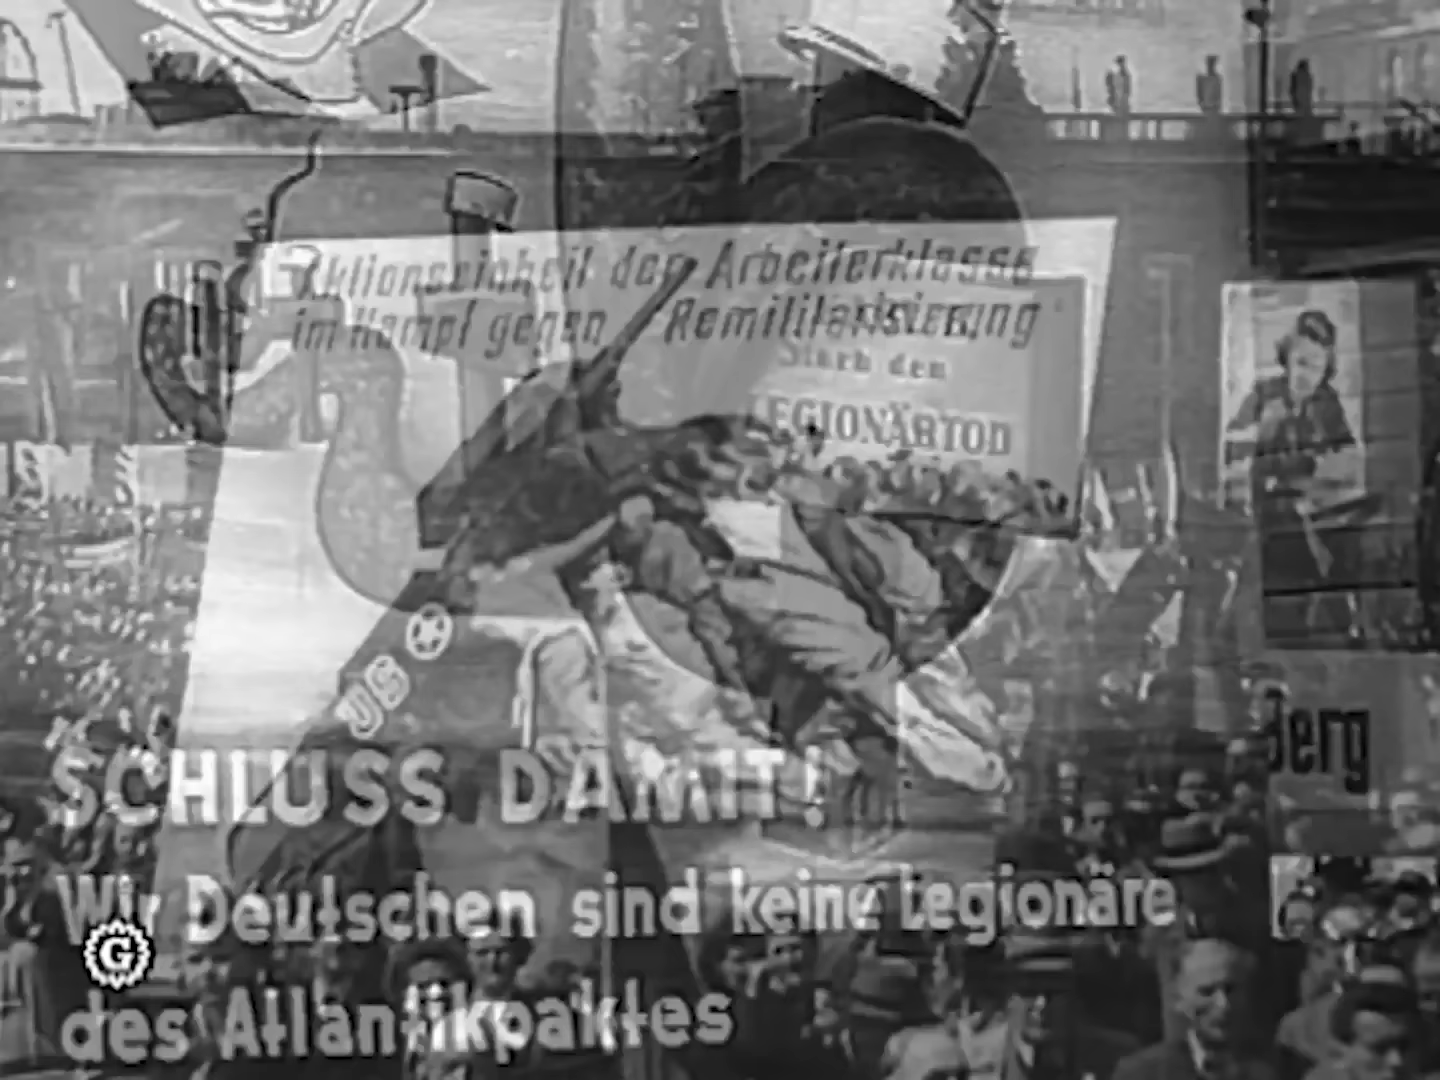 Aktionseinheit der Arbeiterklasse
im Kampf gegen Remilitarisierung
Starb den
LEGIONÄRTOD
US
Berg
SCHLUSS DAMIT!
Wir Deutschen sind keine Legionäre
des Atlantikpaktes
G